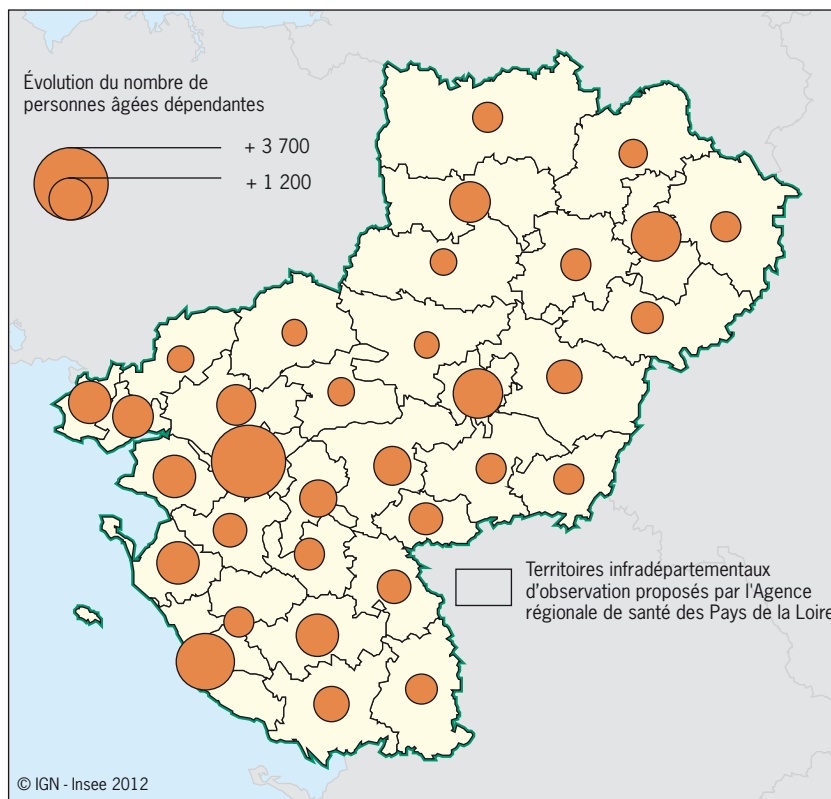 Évolution du nombre de
personnes âgées dépendantes
+ 3 700
+ 1 200
Territoires infradépartementaux
d'observation proposés par l'Agence
régionale de santé des Pays de la Loire
© IGN - Insee 2012